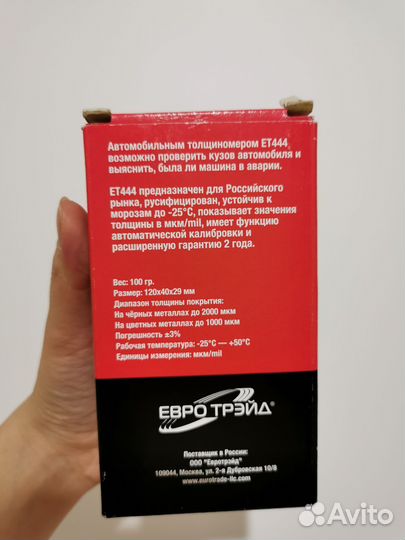 Автомобильным толщиномером ET444
возможно проверить кузов автомобиля и
выяснить, была ли машина в аварии.
ET444 предназначен для Российского
рынка, русифицирован, устойчив к
морозам до -25°C, показывает значения
толщины в мкм/mil, имеет функцию
автоматической калибровки и
расширенную гарантию 2 года.
Вес: 100 гр.
Размер: 120x40x29 мм
Диапазон толщины покрытия:
На чёрных металлах до 2000 мкм
На цветных металлах до 1000 мкм
Погрешность ±3%
Рабочая температура: -25°C — +50°C
Единицы измерения: мкм/mil
ЕВРО ТРЭЙД®
Поставщик в России:
ООО "Евротрэйд"
109044, Москва, ул. 2-я Дубровская 10/8
www.eurotrade-llc.com
Avito